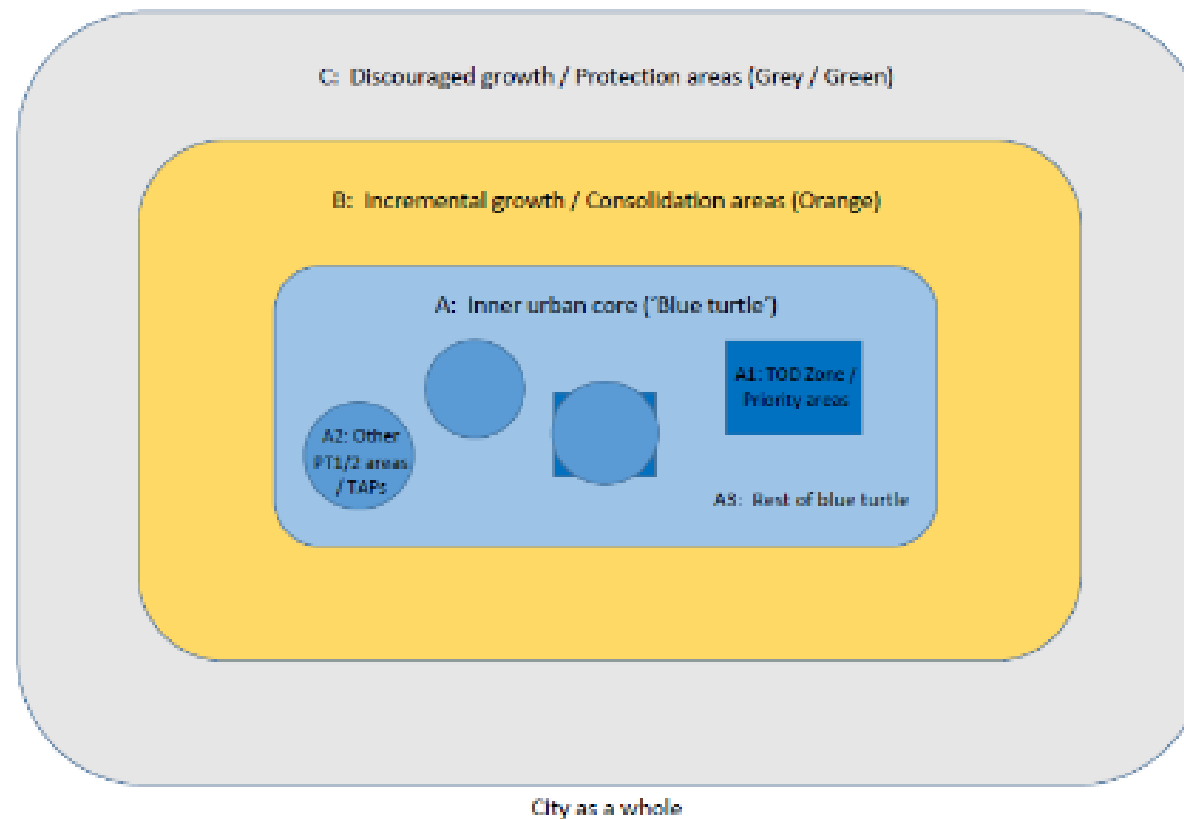 C: Discouraged growth / Protection areas (Grey / Green)
B: Incremental growth / Consolidation areas (Orange)
A: Inner urban core ('Blue turtle')
A1: TOD Zone /
Priority areas
A2: Other
PT1/2 areas
/ TAPs
A3: Rest of blue turtle
City as a whole